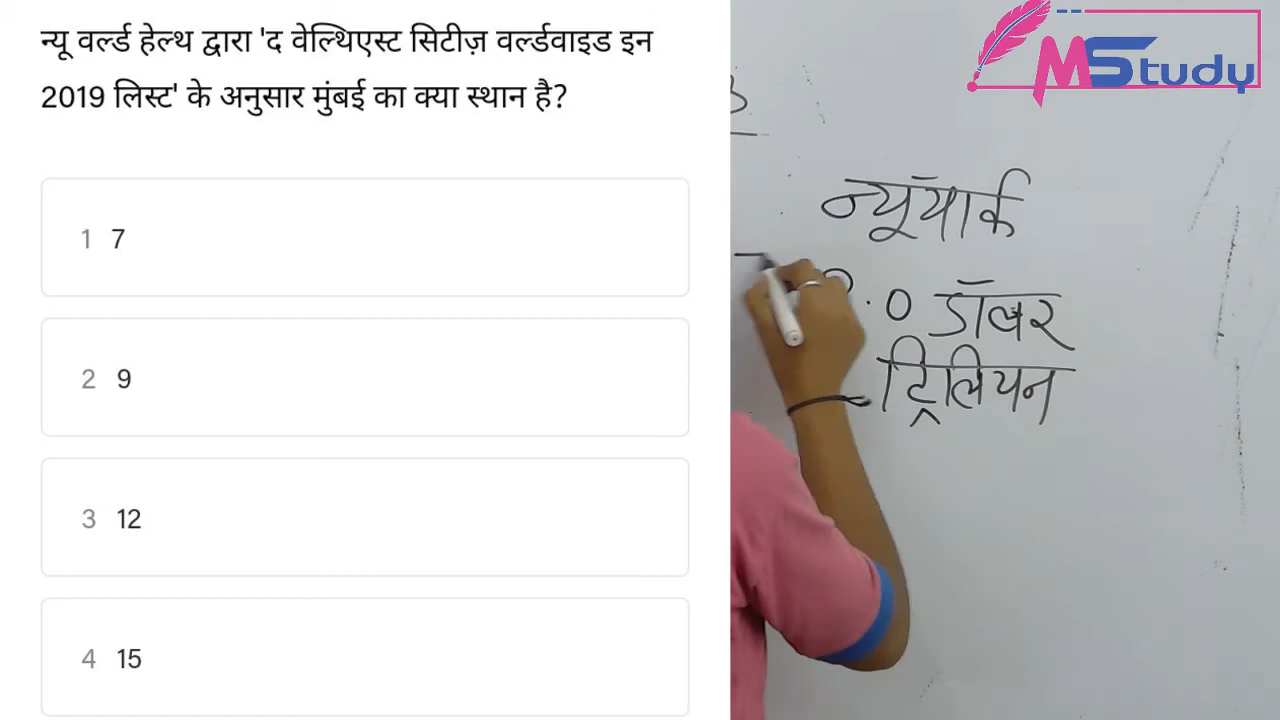 न्यू वर्ल्ड हेल्थ द्वारा 'द वेल्थिएस्ट सिटीज़ वर्ल्डवाइड इन
2019 लिस्ट' के अनुसार मुंबई का क्या स्थान है?
1 7
2 9
3 12
4 15
MStudy
न्यूयॉर्क
.0 डॉलर
ट्रिलियन